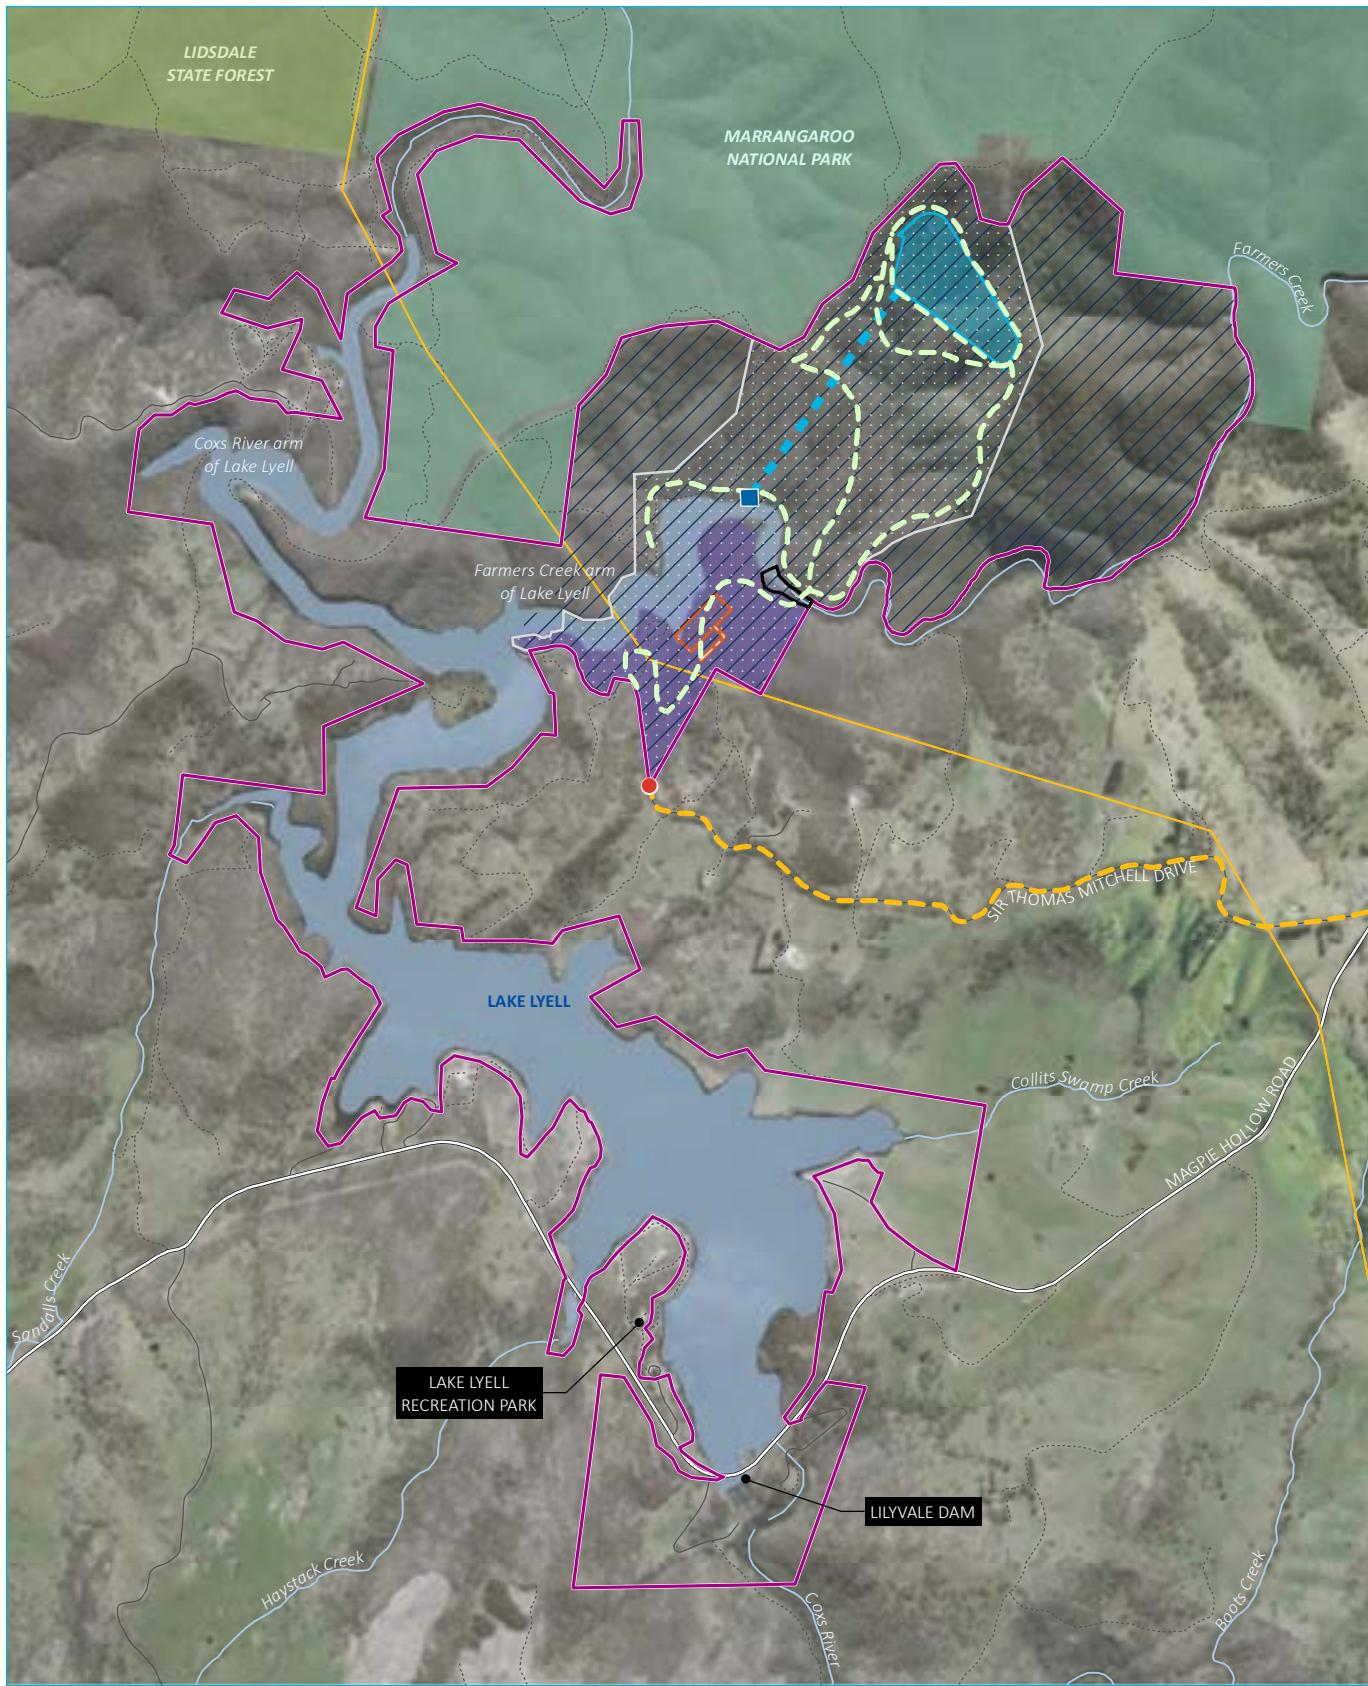 LIDSDALE
STATE FOREST
MARRANGAROO
NATIONAL PARK
Farmers Creek
Coxs River arm
of Lake Lyell
Farmers Creek arm
of Lake Lyell
SIR THOMAS MITCHELL DRIVE
LAKE LYELL
Collits Swamp Creek
MAGPIE HOLLOW ROAD
Sandalls Creek
LAKE LYELL
RECREATION PARK
LILYVALE DAM
Haystack Creek
Coxs River
Boots Creek